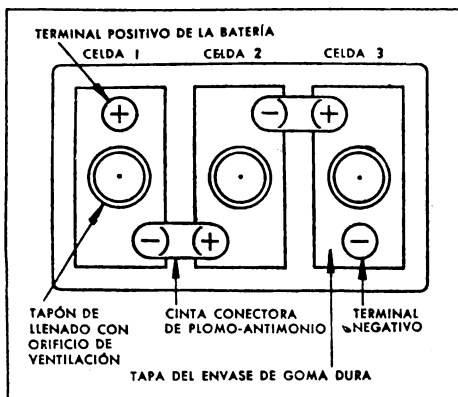 TERMINAL POSITIVO DE LA BATERÍA
CELDA 1
CELDA 2
CELDA 3
+
-
+
-
+
-
TAPÓN DE
LLENADO CON
ORIFICIO DE
VENTILACIÓN
CINTA CONECTORA
DE PLOMO-ANTIMONIO
TERMINAL
NEGATIVO
TAPA DEL ENVASE DE GOMA DURA